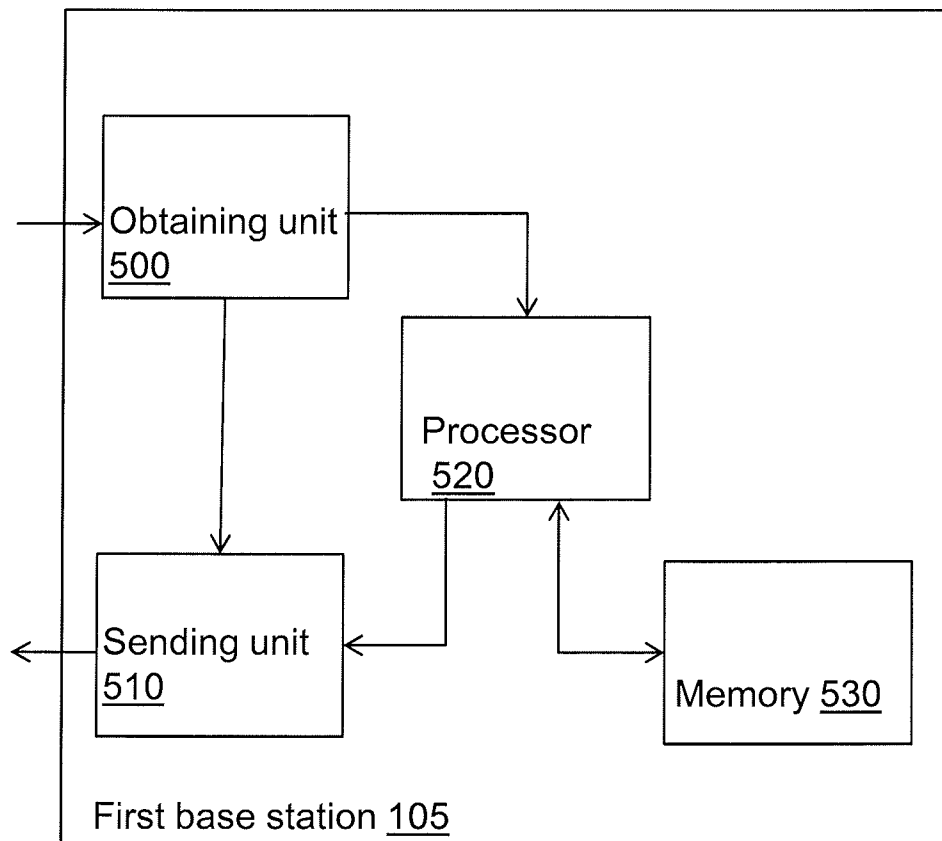 Obtaining unit
500
Processor
520
Sending unit
510
Memory 530
First base station 105